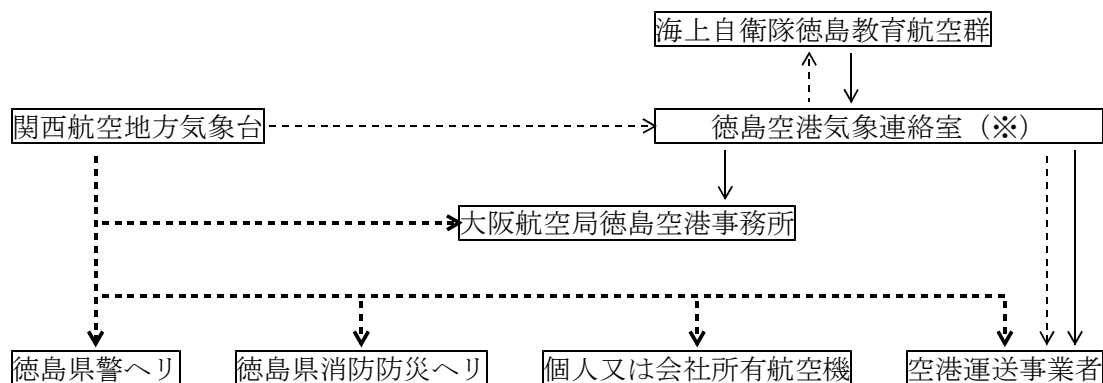 海上自衛隊徳島教育航空群
関西航空地方気象台
徳島空港気象連絡室（※）
大阪航空局徳島空港事務所
徳島県警ヘリ
徳島県消防防災ヘリ
個人又は会社所有航空機
空港運送事業者